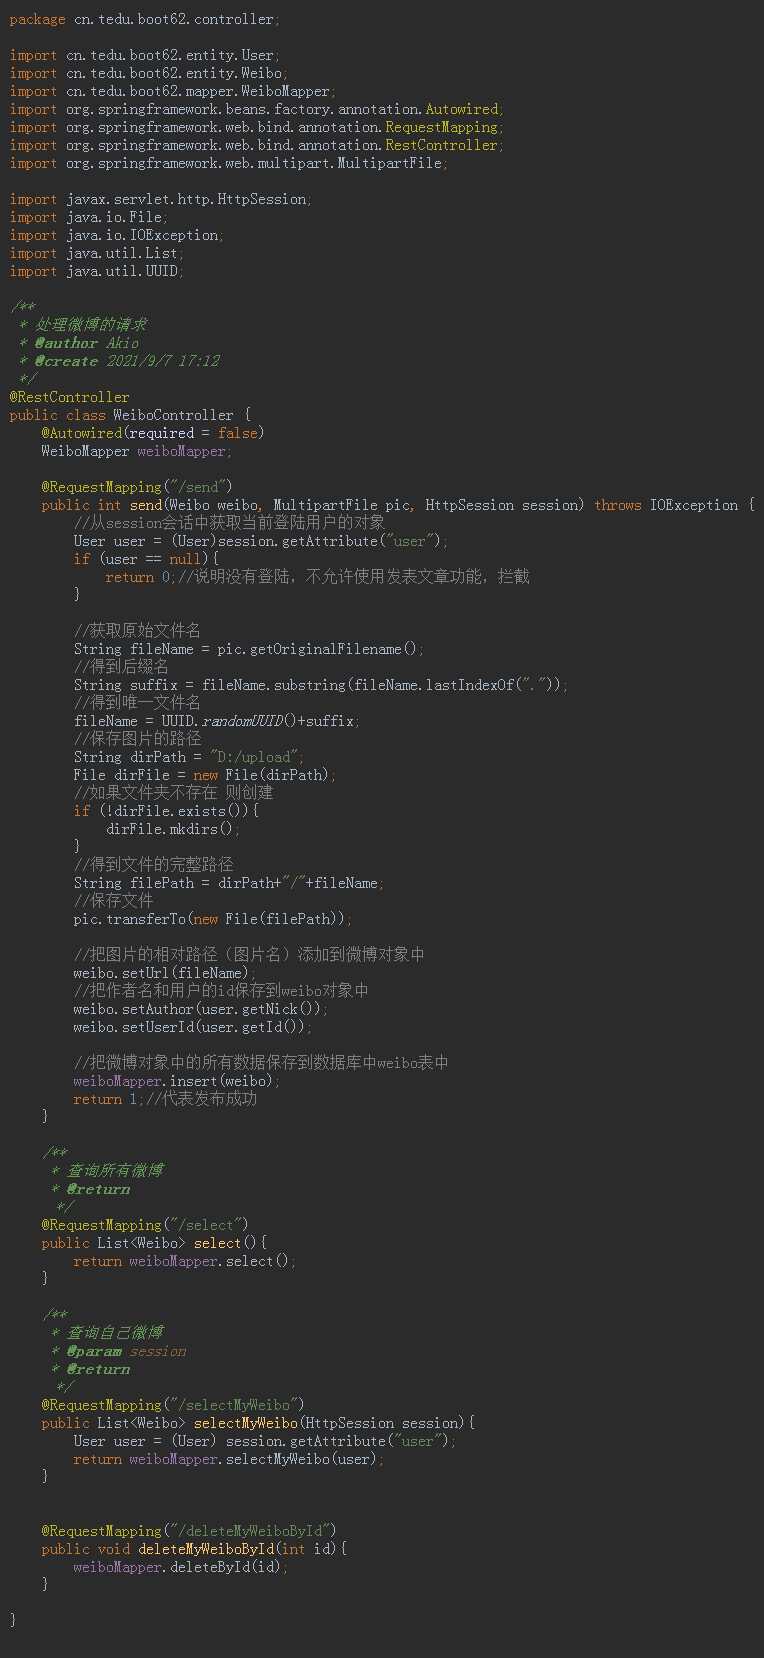 package cn.tedu.boot62.controller;
import cn.tedu.boot62.entity.User;
import cn.tedu.boot62.entity.Weibo;
import cn.tedu.boot62.mapper.WeiboMapper;
import org.springframework.beans.factory.annotation.Autowired;
import org.springframework.web.bind.annotation.RequestMapping;
import org.springframework.web.bind.annotation.RestController;
import org.springframework.web.multipart.MultipartFile;
import javax.servlet.http.HttpSession;
import java.io.File;
import java.io.IOException;
import java.util.List;
import java.util.UUID;
/**
 * 处理微博的请求
 * @author Akio
 * @create 2021/9/7 17:12
 */
@RestController
public class WeiboController {
    @Autowired(required = false)
    WeiboMapper weiboMapper;
    @RequestMapping("/send")
    public int send(Weibo weibo, MultipartFile pic, HttpSession session) throws IOException {
        //从session会话中获取当前登陆用户的对象
        User user = (User)session.getAttribute("user");
        if (user == null){
            return 0;//说明没有登陆，不允许使用发表文章功能，拦截
        }
        //获取原始文件名
        String fileName = pic.getOriginalFilename();
        //得到后缀名
        String suffix = fileName.substring(fileName.lastIndexOf("."));
        //得到唯一文件名
        fileName = UUID.randomUUID()+suffix;
        //保存图片的路径
        String dirPath = "D:/upload";
        File dirFile = new File(dirPath);
        //如果文件夹不存在 则创建
        if (!dirFile.exists()){
            dirFile.mkdirs();
        }
        //得到文件的完整路径
        String filePath = dirPath+"/"+fileName;
        //保存文件
        pic.transferTo(new File(filePath));
        //把图片的相对路径（图片名）添加到微博对象中
        weibo.setUrl(fileName);
        //把作者名和用户的id保存到weibo对象中
        weibo.setAuthor(user.getNick());
        weibo.setUserId(user.getId());
        //把微博对象中的所有数据保存到数据库中weibo表中
        weiboMapper.insert(weibo);
        return 1;//代表发布成功
    }
    /**
     * 查询所有微博
     * @return
     */
    @RequestMapping("/select")
    public List<Weibo> select(){
        return weiboMapper.select();
    }
    /**
     * 查询自己微博
     * @param session
     * @return
     */
    @RequestMapping("/selectMyWeibo")
    public List<Weibo> selectMyWeibo(HttpSession session){
        User user = (User) session.getAttribute("user");
        return weiboMapper.selectMyWeibo(user);
    }
    @RequestMapping("/deleteMyWeiboById")
    public void deleteMyWeiboById(int id){
        weiboMapper.deleteById(id);
    }
}